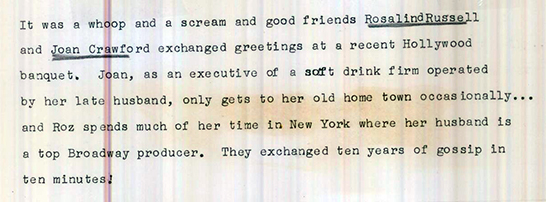 It was a whoop and a scream and good friends RosalindRussell
and Joan Crawford exchanged greetings at a recent Hollywood
banquet. Joan, as an executive of a soft drink firm operated
by her late husband, only gets to her old home town occasionally...
and Roz spends much of her time in New York where her husband is
a top Broadway producer. They exchanged ten years of gossip in
ten minutes!